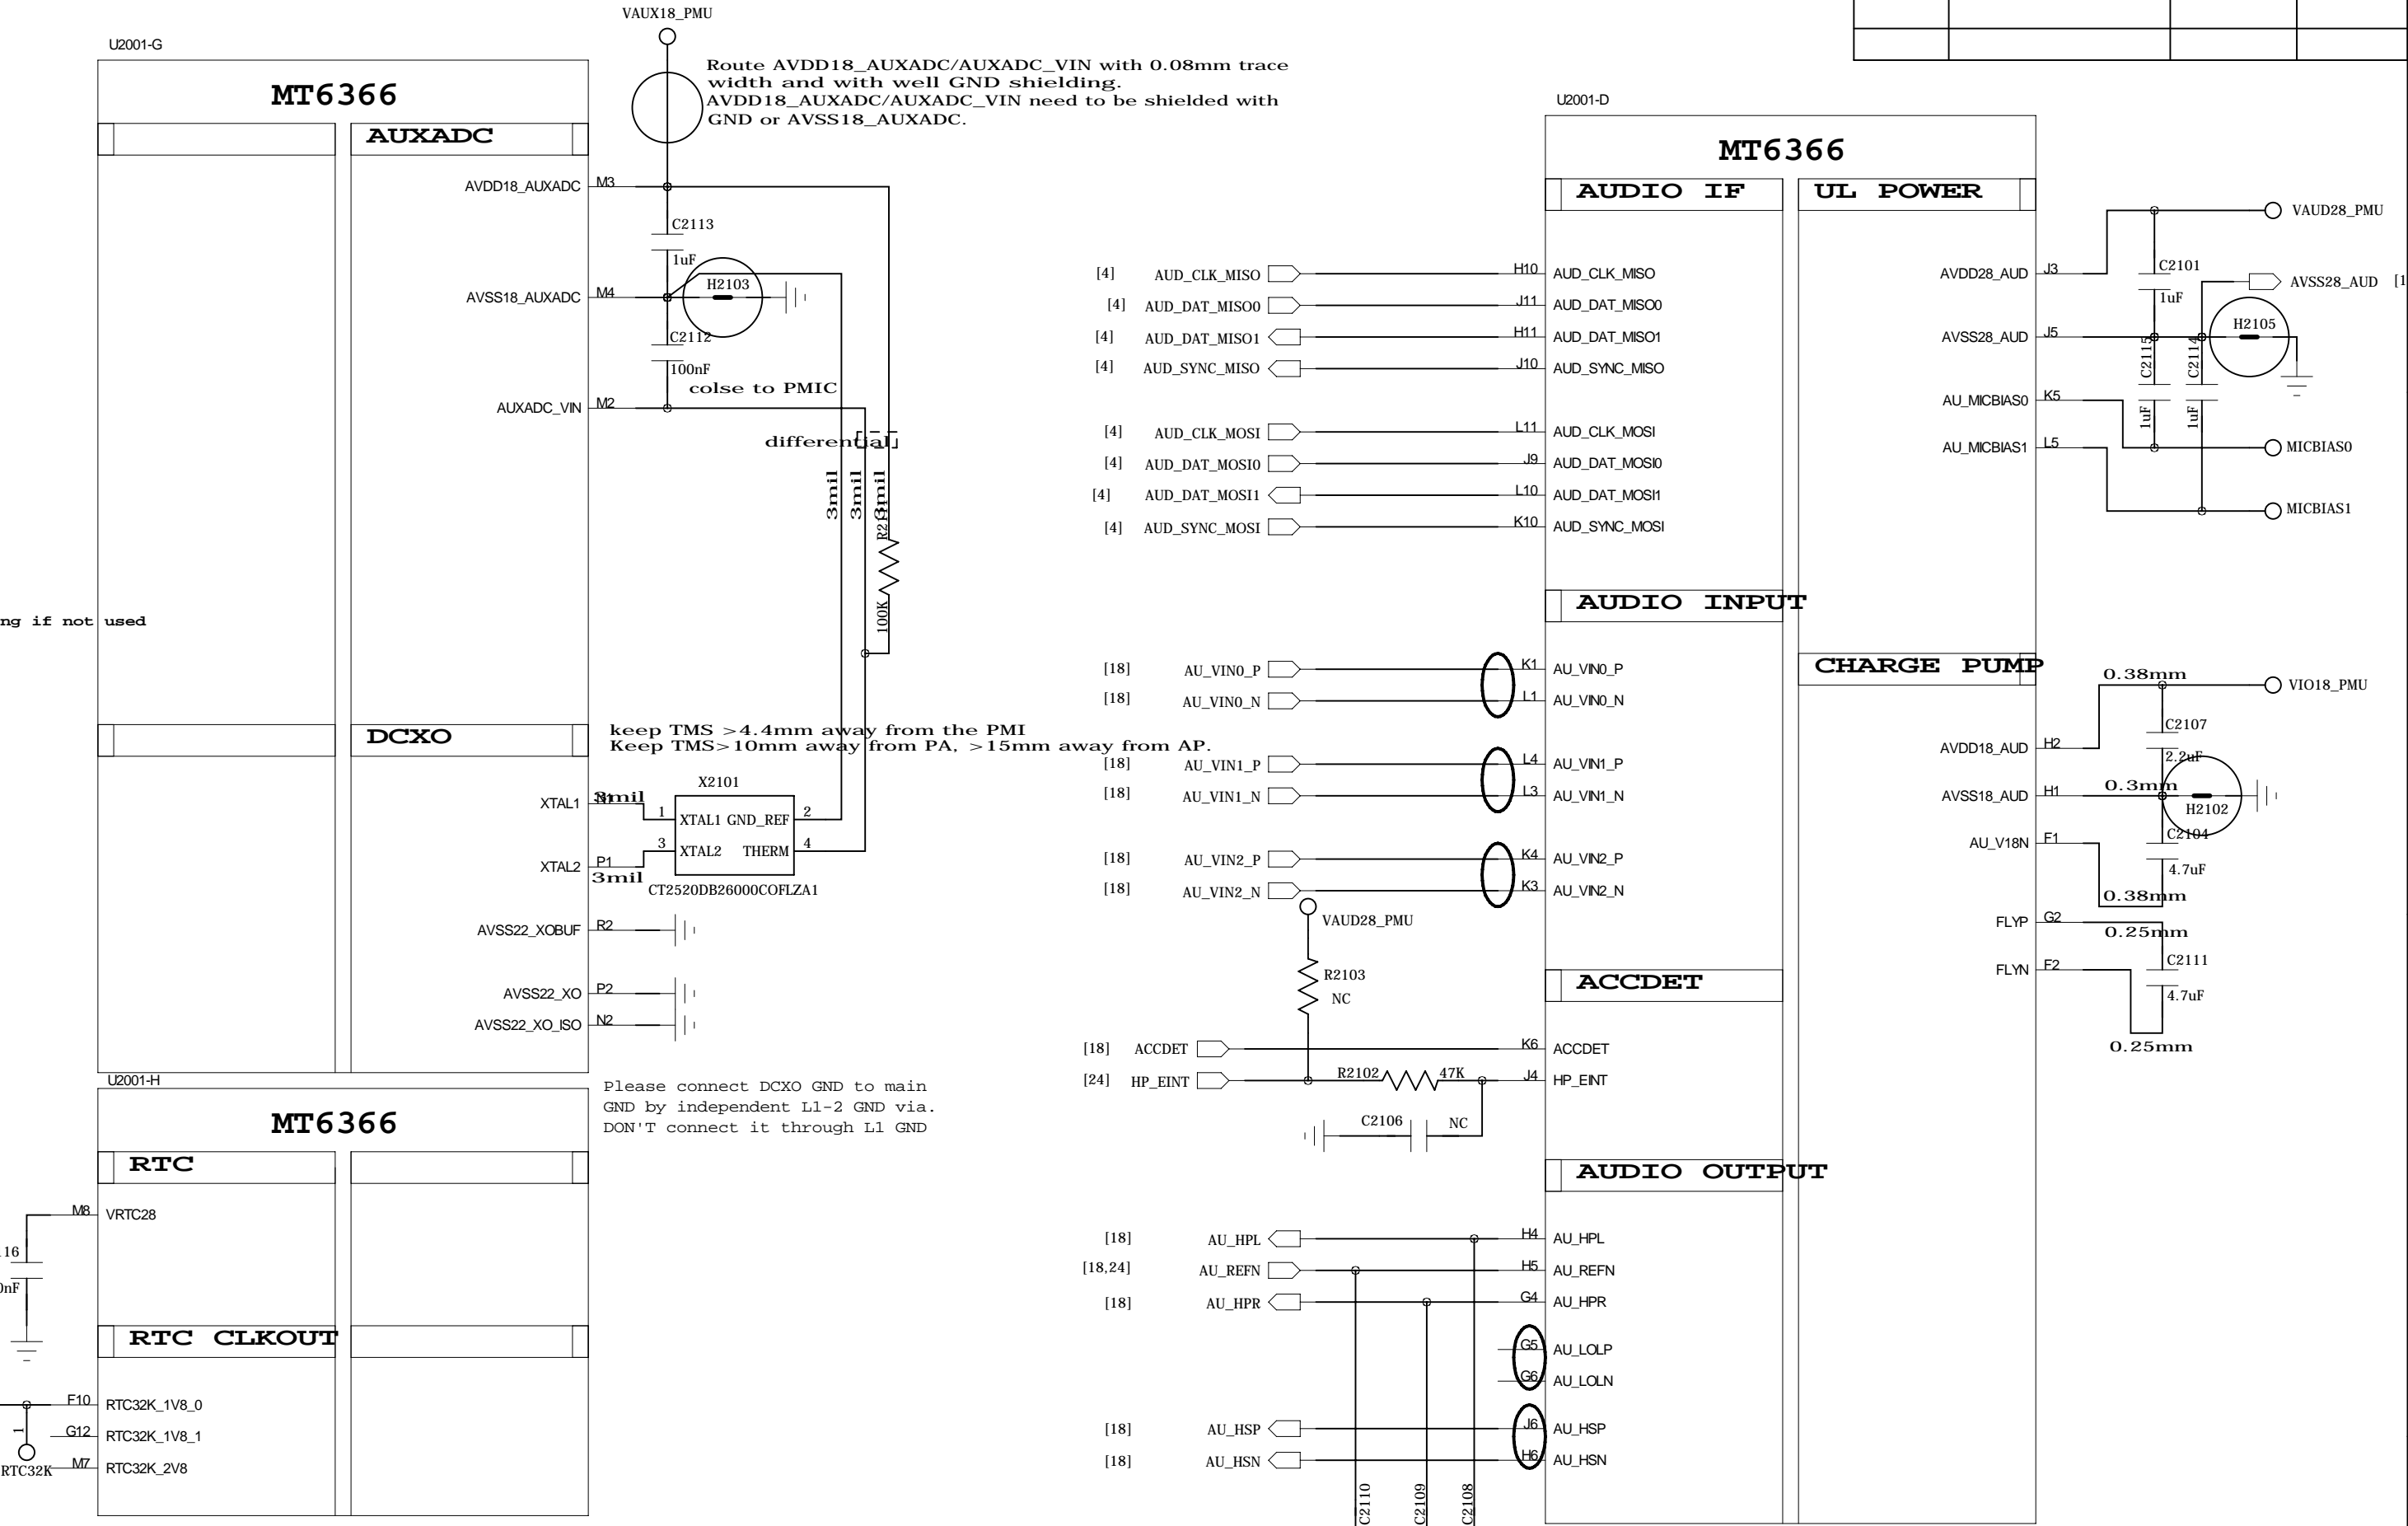 VAUX18_PMU
U2001-G
MT6366
AUXADC
Route AVDD18_AUXADC/AUXADC_VIN with 0.08mm trace
width and with well GND shielding.
AVDD18_AUXADC/AUXADC_VIN need to be shielded with
GND or AVSS18_AUXADC.
AVDD18_AUXADC M3
C2113
1uF
H2103
AVSS18_AUXADC M4
C2112
100nF
colse to PMIC
AUXADC_VIN M2
differential
3mil
3mil
3mil
100K
ng if not used
DCXO
keep TMS >4.4mm away from the PMI
Keep TMS>10mm away from PA, >15mm away from AP.
X2101
XTAL1 3mil
1 XTAL1 GND_REF 2
3 XTAL2 THERM 4
XTAL2 P1
3mil
CT2520DB26000COFLZA1
AVSS22_XOBUF R2
AVSS22_XO P2
AVSS22_XO_ISO N2
Please connect DCXO GND to main
GND by independent L1-2 GND via.
DON'T connect it through L1 GND
U2001-H
MT6366
RTC
M8 VRTC28
16
0nF
RTC CLKOUT
F10 RTC32K_1V8_0
G12 RTC32K_1V8_1
M7 RTC32K_2V8
1
RTC32K
U2001-D
MT6366
AUDIO IF
UL POWER
[4] AUD_CLK_MISO H10 AUD_CLK_MISO
[4] AUD_DAT_MISO0 J11 AUD_DAT_MISO0
[4] AUD_DAT_MISO1 H11 AUD_DAT_MISO1
[4] AUD_SYNC_MISO J10 AUD_SYNC_MISO
[4] AUD_CLK_MOSI L11 AUD_CLK_MOSI
[4] AUD_DAT_MOSI0 J9 AUD_DAT_MOSI0
[4] AUD_DAT_MOSI1 L10 AUD_DAT_MOSI1
[4] AUD_SYNC_MOSI K10 AUD_SYNC_MOSI
VAUD28_PMU
AVDD28_AUD J3
C2101
1uF
AVSS28_AUD [1
H2105
AVSS28_AUD J5
C2115
1uF
C2114
1uF
AU_MICBIAS0 K5
AU_MICBIAS1 L5
MICBIAS0
MICBIAS1
AUDIO INPUT
[18] AU_VIN0_P K1 AU_VIN0_P
[18] AU_VIN0_N L1 AU_VIN0_N
[18] AU_VIN1_P L4 AU_VIN1_P
[18] AU_VIN1_N L3 AU_VIN1_N
[18] AU_VIN2_P K4 AU_VIN2_P
[18] AU_VIN2_N K3 AU_VIN2_N
CHARGE PUMP
0.38mm
VIO18_PMU
C2107
2.2uF
AVDD18_AUD H2
0.3mm
AVSS18_AUD H1
H2102
AU_V18N F1
C2104
4.7uF
0.38mm
FLYP G2
0.25mm
C2111
4.7uF
FLYN F2
0.25mm
VAUD28_PMU
R2103
NC
ACCDET
[18] ACCDET K6 ACCDET
[24] HP_EINT R2102 47K J4 HP_EINT
C2106 NC
AUDIO OUTPUT
[18] AU_HPL H4 AU_HPL
[18,24] AU_REFN H5 AU_REFN
[18] AU_HPR G4 AU_HPR
G5 AU_LOLP
G6 AU_LOLN
[18] AU_HSP J6 AU_HSP
[18] AU_HSN H6 AU_HSN
C2110
C2109
C2108